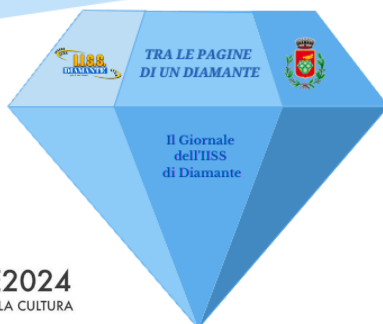 I.I.S.S.
DIAMANTE
TRA LE PAGINE
DI UN DIAMANTE
Il Giornale
dell'IISS
di Diamante
2024
LA CULTURA